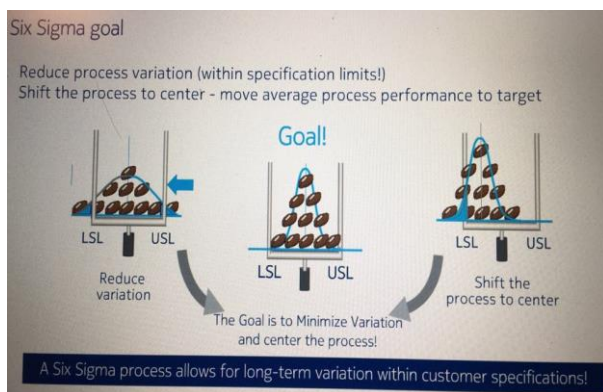 Six Sigma goal
Reduce process variation (within specification limits!)
Shift the process to center - move average process performance to target
Goal!
LSL USL
Reduce
variation
LSL USL
LSL USL
Shift the
process to center
The Goal is to Minimize Variation
and center the process!
A Six Sigma process allows for long-term variation within customer specifications!